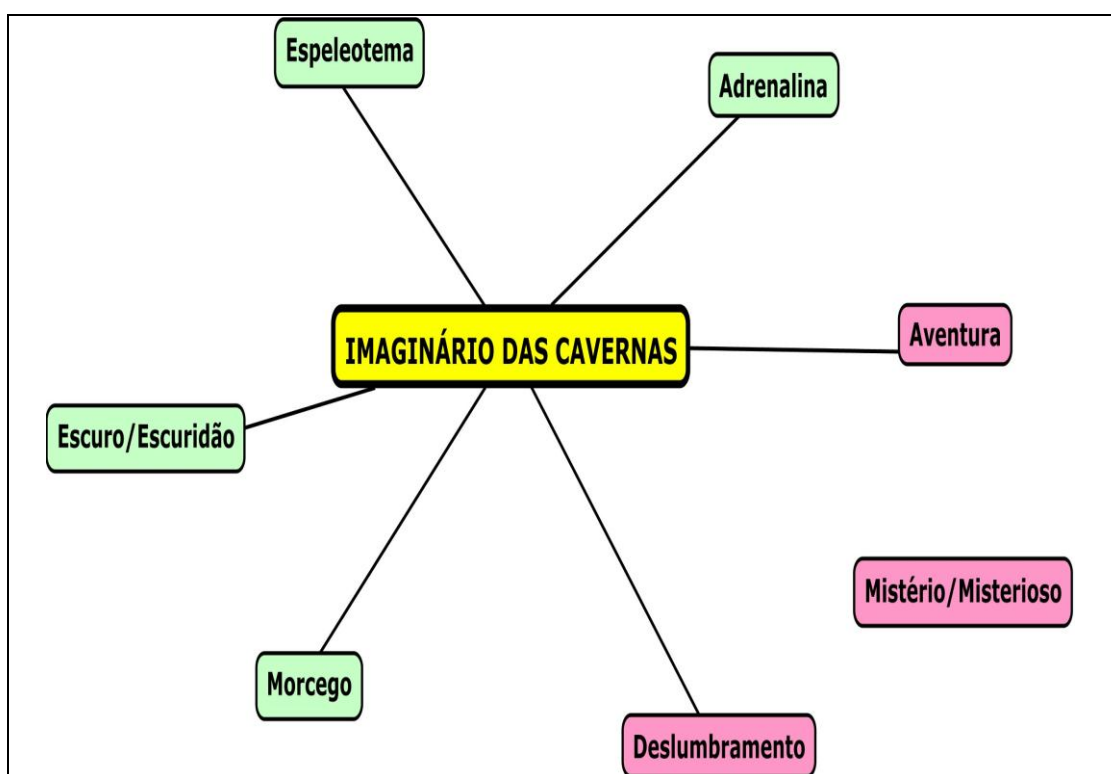 Espeleotema
Adrenalina
Aventura
IMAGINÁRIO DAS CAVERNAS
Escuro/Escuridão
Mistério/Misterioso
Morcego
Deslumbramento